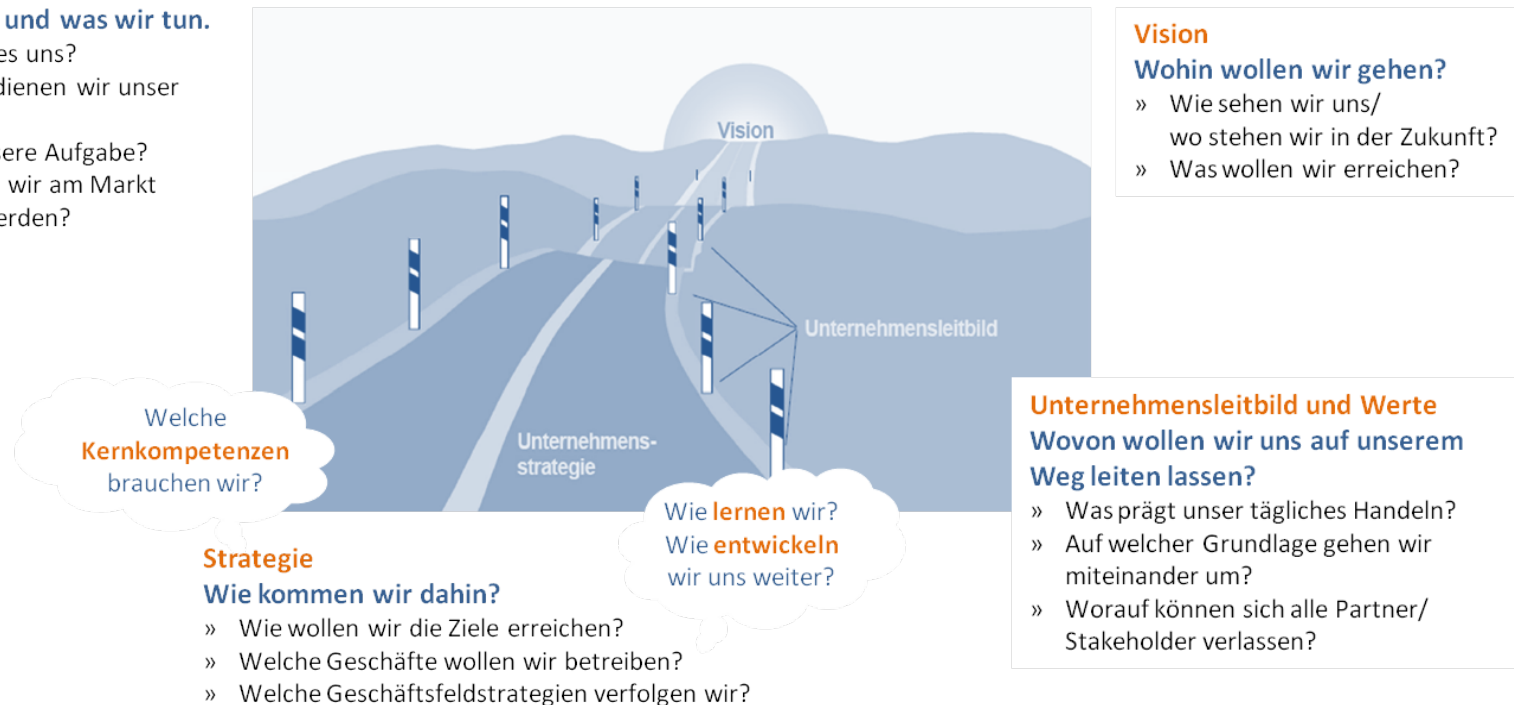 und was wir tun.
es uns?
dienen wir unser
sere Aufgabe?
wir am Markt
erden?
Vision
Wohin wollen wir gehen?
» Wie sehen wir uns/
wo stehen wir in der Zukunft?
» Was wollen wir erreichen?
Vision
Unternehmensleitbild
Unternehmens-
strategie
Welche
Kernkompetenzen
brauchen wir?
Wie lernen wir?
Wie entwickeln
wir uns weiter?
Unternehmensleitbild und Werte
Wovon wollen wir uns auf unserem
Weg leiten lassen?
» Was prägt unser tägliches Handeln?
» Auf welcher Grundlage gehen wir
miteinander um?
» Worauf können sich alle Partner/
Stakeholder verlassen?
Strategie
Wie kommen wir dahin?
» Wie wollen wir die Ziele erreichen?
» Welche Geschäfte wollen wir betreiben?
» Welche Geschäftsfeldstrategien verfolgen wir?